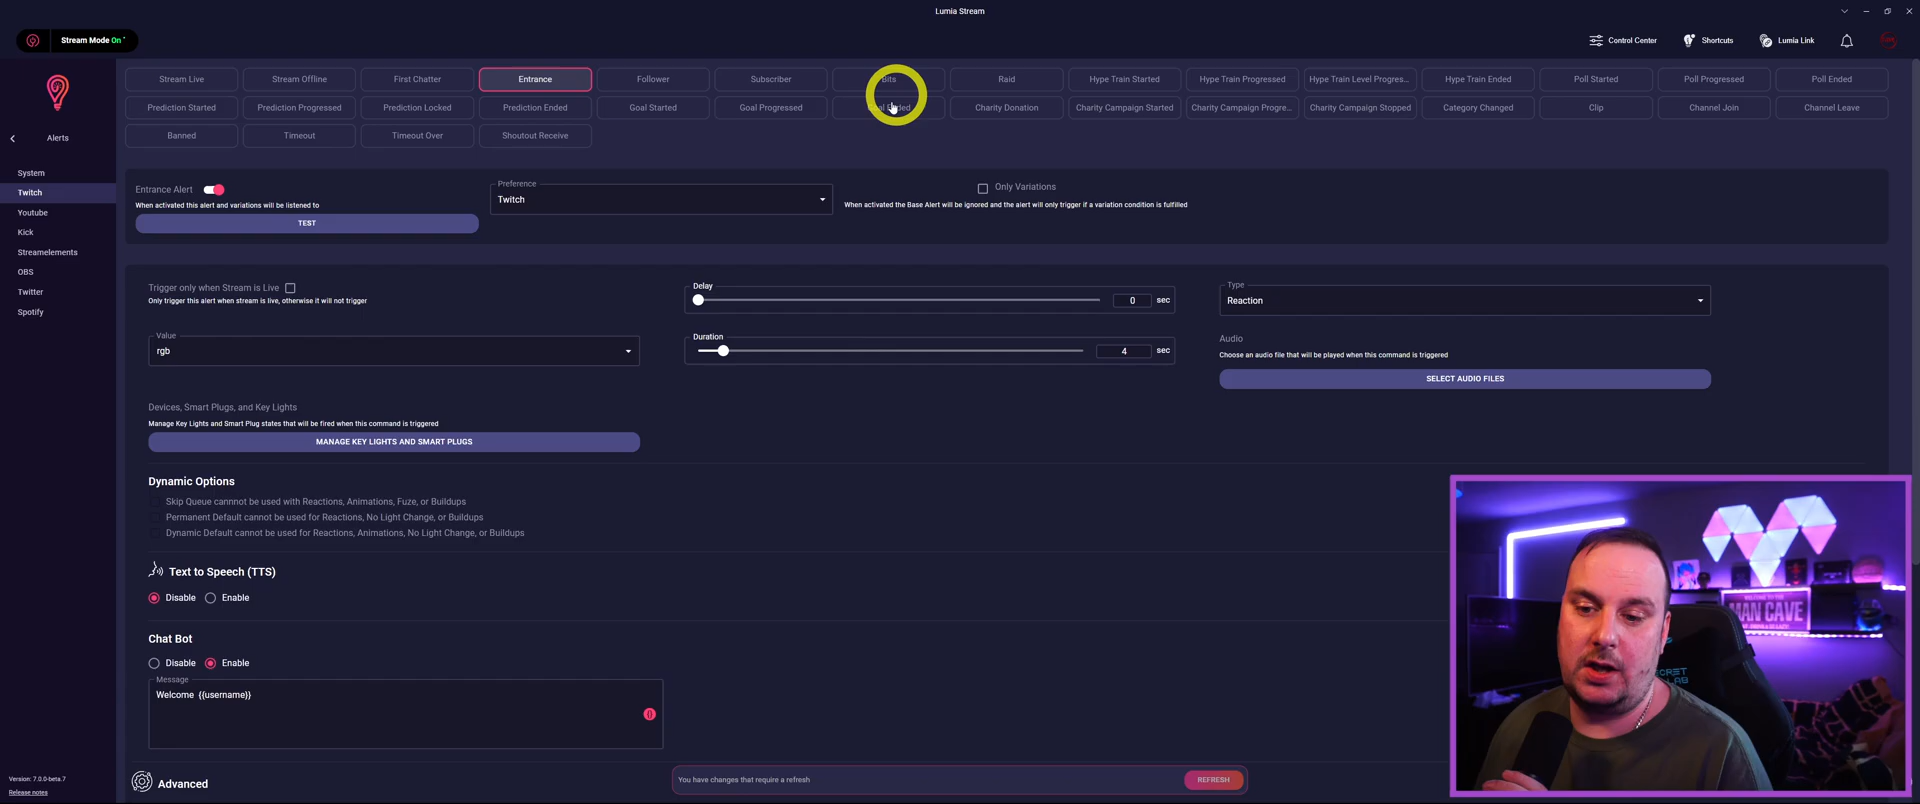 Lumia Stream
Stream Mode On
Control Center
Shortcuts
Lumia Link
Stream Live
Stream Offline
First Chatter
Entrance
Follower
Subscriber
Bits
Raid
Hype Train Started
Hype Train Progressed
Hype Train Level Progres...
Hype Train Ended
Poll Started
Poll Progressed
Poll Ended
Prediction Started
Prediction Progressed
Prediction Locked
Prediction Ended
Goal Started
Goal Progressed
Goal Ended
Charity Donation
Charity Campaign Started
Charity Campaign Progre...
Charity Campaign Stopped
Category Changed
Clip
Channel Join
Channel Leave
Banned
Timeout
Timeout Over
Shoutout Receive
Alerts
System
Twitch
Youtube
Kick
Streamelements
OBS
Twitter
Spotify
Entrance Alert
When activated this alert and variations will be listened to
TEST
Preference
Twitch
Only Variations
When activated the Base Alert will be ignored and the alert will only trigger if a variation condition is fulfilled
Trigger only when Stream is Live
Only trigger this alert when stream is live, otherwise it will not trigger
Delay
0 sec
Type
Reaction
Value
rgb
Duration
4 sec
Audio
Choose an audio file that will be played when this command is triggered
SELECT AUDIO FILES
Devices, Smart Plugs, and Key Lights
Manage Key Lights and Smart Plug states that will be fired when this command is triggered
MANAGE KEY LIGHTS AND SMART PLUGS
Dynamic Options
Skip Queue cannnot be used with Reactions, Animations, Fuze, or Buildups
Permanent Default cannot be used for Reactions, No Light Change, or Buildups
Dynamic Default cannot be used for Reactions, Animations, No Light Change, or Buildups
Text to Speech (TTS)
Disable
Enable
Chat Bot
Disable
Enable
Message
Welcome {{username}}
Advanced
You have changes that require a refresh
REFRESH
Version: 7.0.0-beta.7
Release notes
MAN CAVE